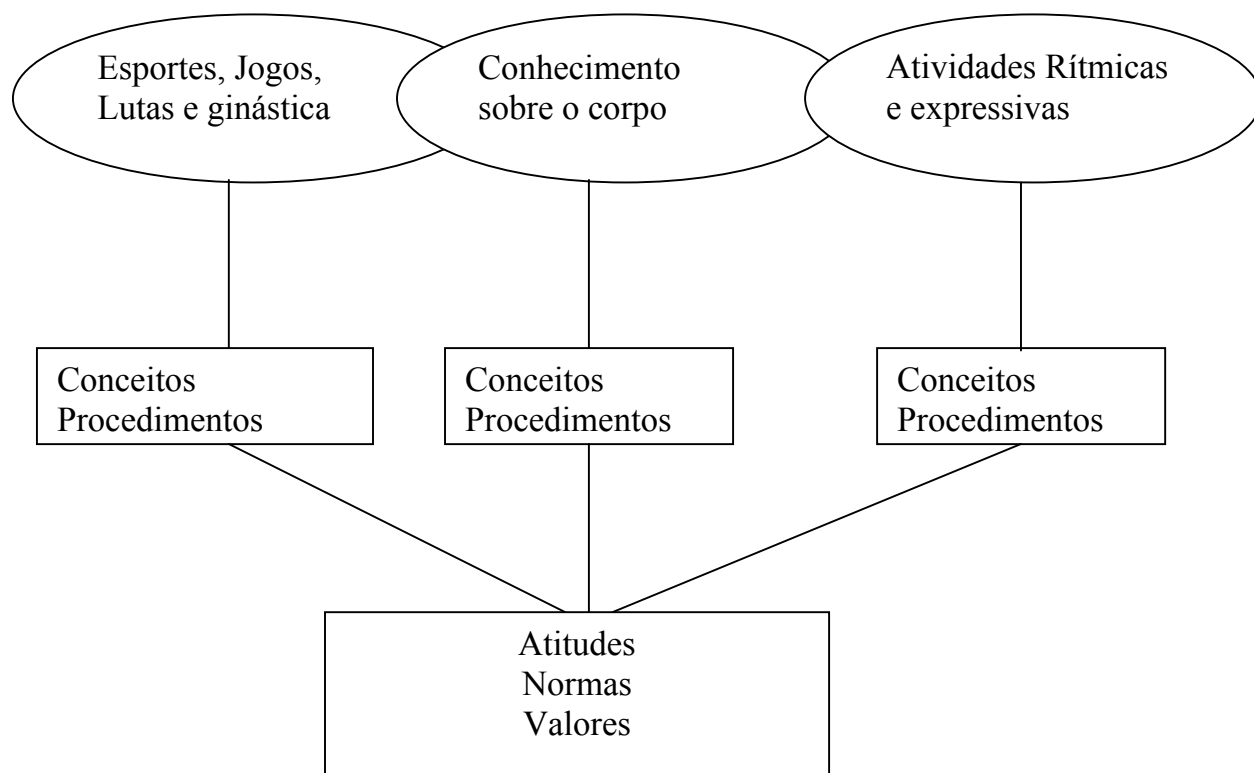 Esportes, Jogos,
Lutas e ginástica
Conhecimento
sobre o corpo
Atividades Rítmicas
e expressivas
Conceitos
Procedimentos
Conceitos
Procedimentos
Conceitos
Procedimentos
Atitudes
Normas
Valores